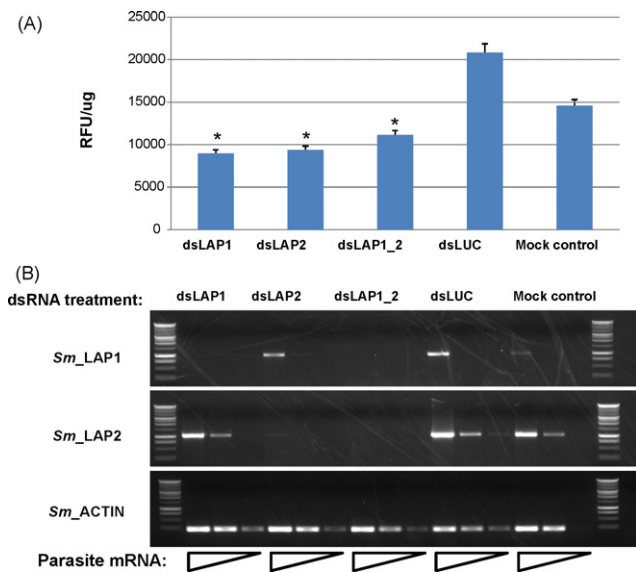 (A)
25000
20000
15000
10000
5000
0
RFU/ug
* * *
dsLAP1 dsLAP2 dsLAP1_2 dsLUC Mock control
(B)
dsRNA treatment: dsLAP1 dsLAP2 dsLAP1_2 dsLUC Mock control
Sm_LAP1
Sm_LAP2
Sm_ACTIN
Parasite mRNA: